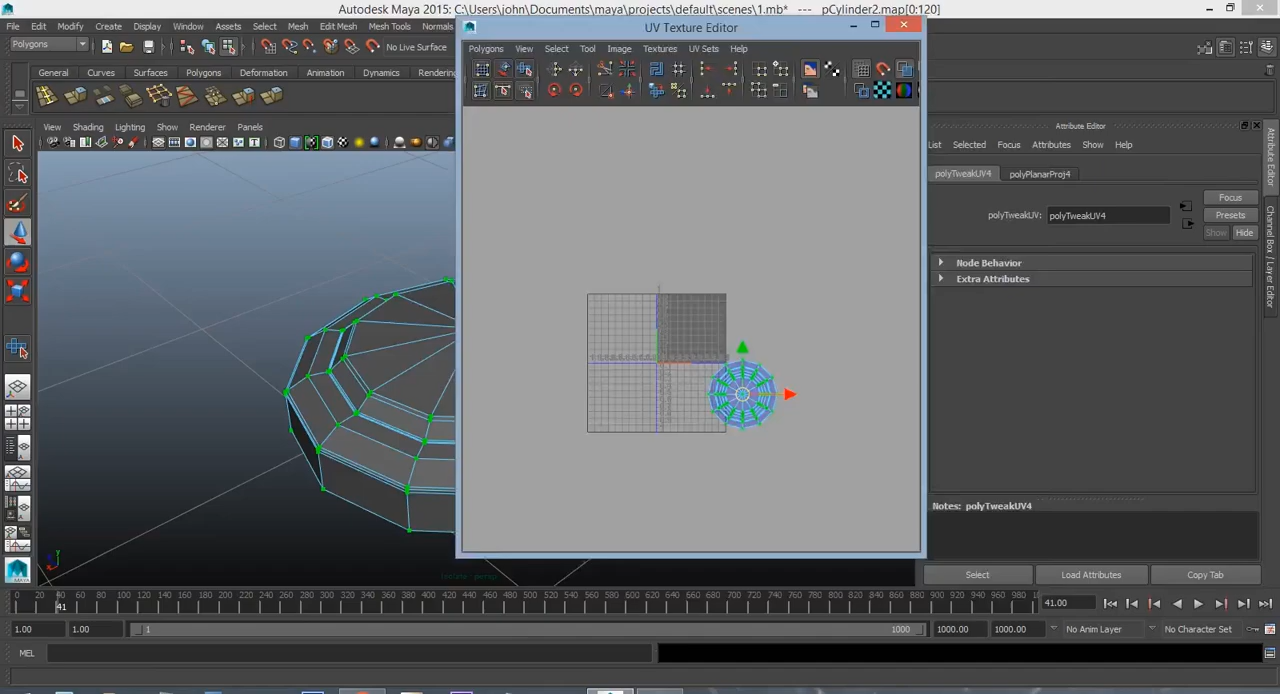 Autodesk Maya 2015: C:\Users\john\Documents\maya\projects\default\scenes\1.mb* --- pCylinder2.map[0:120]
File Edit Modify Create Display Window Assets Select Mesh Edit Mesh Mesh Tools Normals
Polygons No Live Surface
General Curves Surfaces Polygons Deformation Animation Dynamics Rendering
View Shading Lighting Show Renderer Panels
UV Texture Editor
Polygons View Select Tool Image Textures UV Sets Help
Attribute Editor
List Selected Focus Attributes Show Help
polyTweakUV4 polyPlanarProj4
Focus
polyTweakUV: polyTweakUV4 Presets
Show Hide
Node Behavior
Extra Attributes
Notes: polyTweakUV4
Select Load Attributes Copy Tab
Attribute Editor
Channel Box / Layer Editor
0 20 40 60 80 100 120 140 160 180 200 220 240 260 280 300 320 340 360 380 400 420 440 460 480 500 520 540 560 580 600 620 640 660 680 700 720 740 760 780 800 820 840 860 880 900 920 940 960 980 1000
41
41.00
1.00 1.00 1 1000 1000.00 1000.00 No Anim Layer No Character Set
MEL